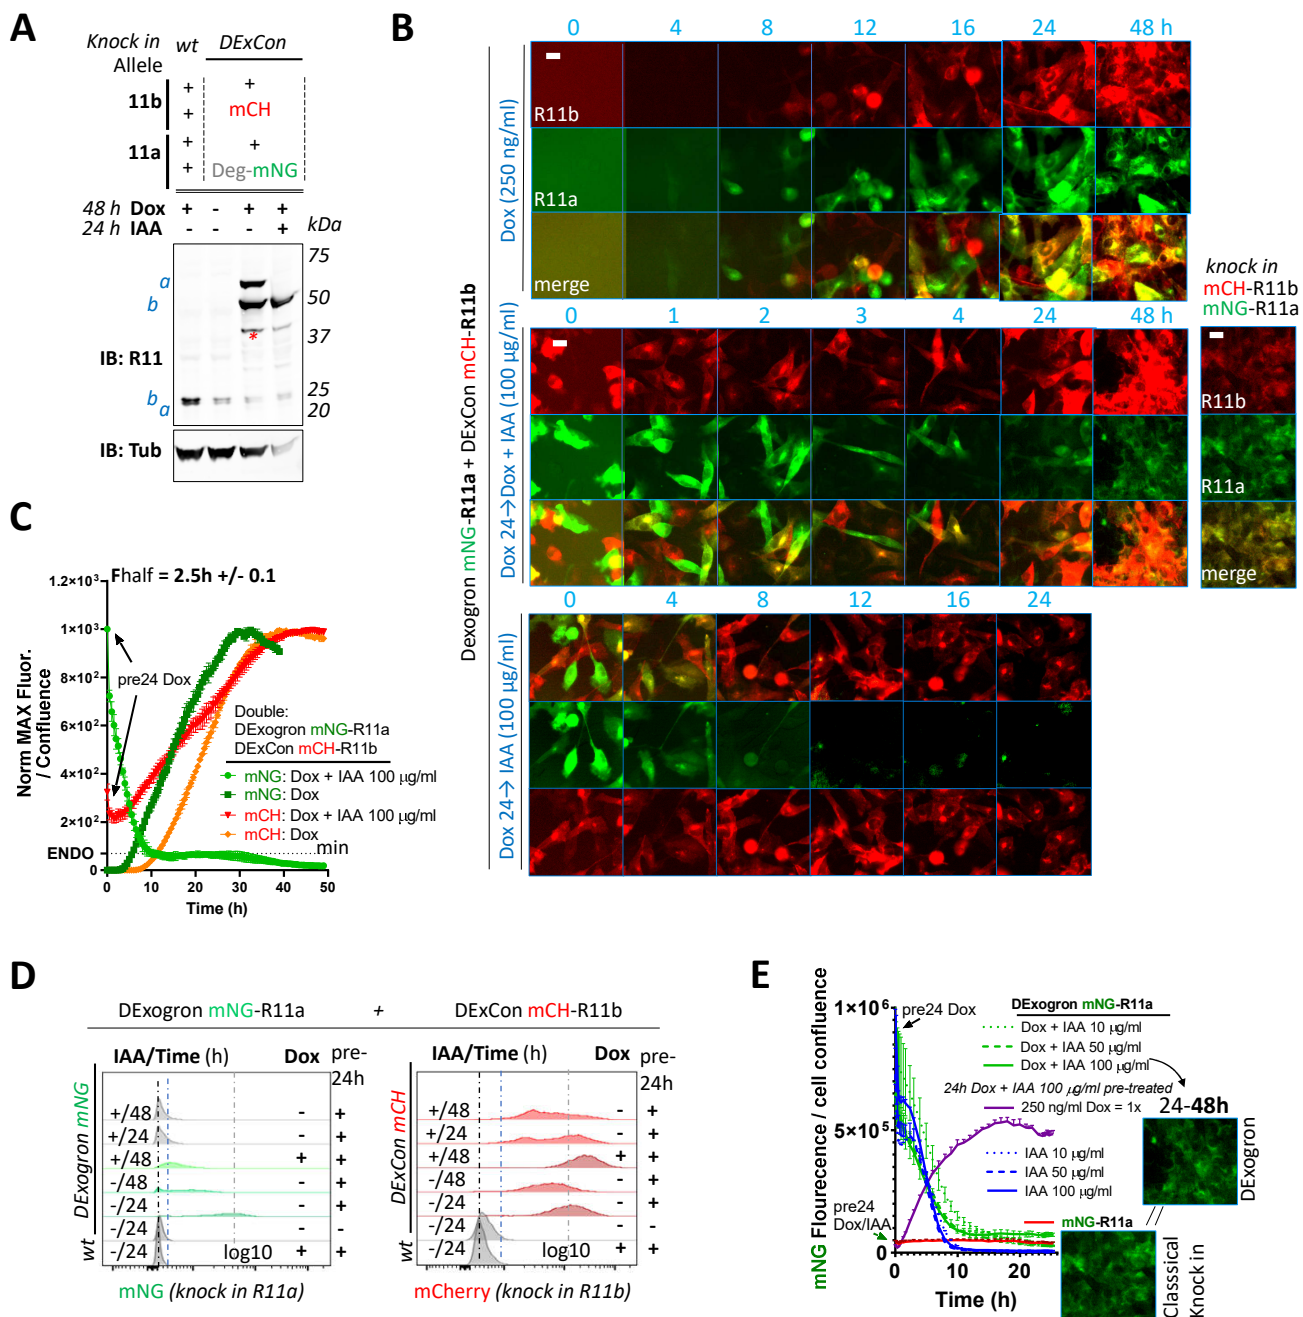 A
Knock in
Allele
wt
DExCon
11b
+
+
+
mCH
11a
+
+
+
Deg-mNG
48 h Dox + - + +
24 h IAA - - - +
kDa
75
50
37
25
20
a
b
*
b
a
IB: R11
IB: Tub
B
Dexogron mNG-R11a + DExCon mCH-R11b
Dox (250 ng/ml)
0 4 8 12 16 24 48 h
R11b
R11a
merge
Dox 24→Dox + IAA (100 µg/ml)
0 1 2 3 4 24 48 h
knock in
mCH-R11b
mNG-R11a
R11b
R11a
merge
Dox 24→ IAA (100 µg/ml)
0 4 8 12 16 24
C
Fhalf = 2.5h +/- 0.1
Norm MAX Fluor.
/ Confluence
1.2×10³
1×10³
8×10²
6×10²
4×10²
2×10²
ENDO
0
pre24 Dox
Double:
DExogron mNG-R11a
DExCon mCH-R11b
mNG: Dox + IAA 100 µg/ml
mNG: Dox
mCH: Dox + IAA 100 µg/ml
mCH: Dox
min
0 10 20 30 40 50
Time (h)
D
DExogron mNG-R11a + DExCon mCH-R11b
IAA/Time (h) Dox pre-
24h
DExogron mNG
wt
+/48 - +
+/24 - +
+/48 + +
-/48 - +
-/24 - +
-/24 - -
-/24 log10 + +
mNG (knock in R11a)
IAA/Time (h) Dox pre-
24h
DExCon mCH
wt
+/48 - +
+/24 - +
+/48 + +
-/48 - +
-/24 - +
-/24 - -
-/24 log10 + +
mCherry (knock in R11b)
E
mNG Flourecence / cell confluence
1×10⁶
5×10⁵
0
pre24 Dox
pre24
Dox/IAA
DExogron mNG-R11a
Dox + IAA 10 µg/ml
Dox + IAA 50 µg/ml
Dox + IAA 100 µg/ml
24h Dox + IAA 100 µg/ml pre-treated
250 ng/ml Dox = 1x
IAA 10 µg/ml
IAA 50 µg/ml
IAA 100 µg/ml
mNG-R11a
0 10 20
Time (h)
24-48h
DExogron
Classsical
Knock in